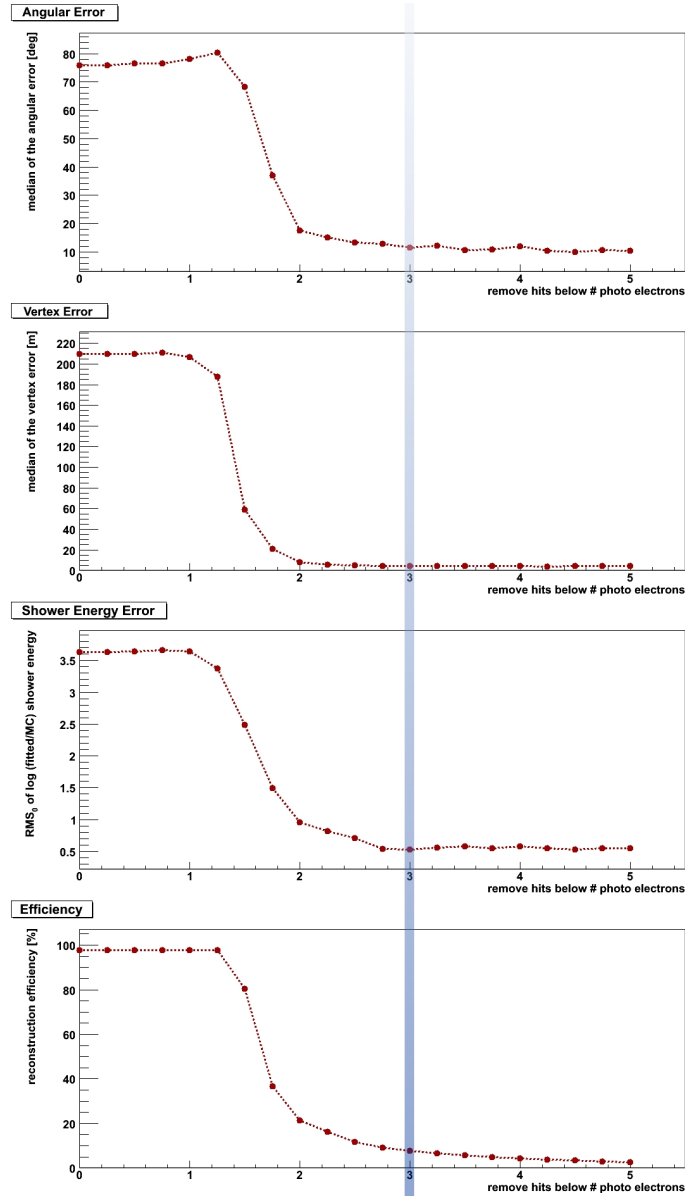 Angular Error
median of the angular error [deg]
80
70
60
50
40
30
20
10
0 1 2 3 4 5
remove hits below # photo electrons
Vertex Error
median of the vertex error [m]
220
200
180
160
140
120
100
80
60
40
20
0
0 1 2 3 4 5
remove hits below # photo electrons
Shower Energy Error
RMS0 of log (fitted/MC) shower energy
3.5
3
2.5
2
1.5
1
0.5
0 1 2 3 4 5
remove hits below # photo electrons
Efficiency
reconstruction efficiency [%]
100
80
60
40
20
0
0 1 2 3 4 5
remove hits below # photo electrons